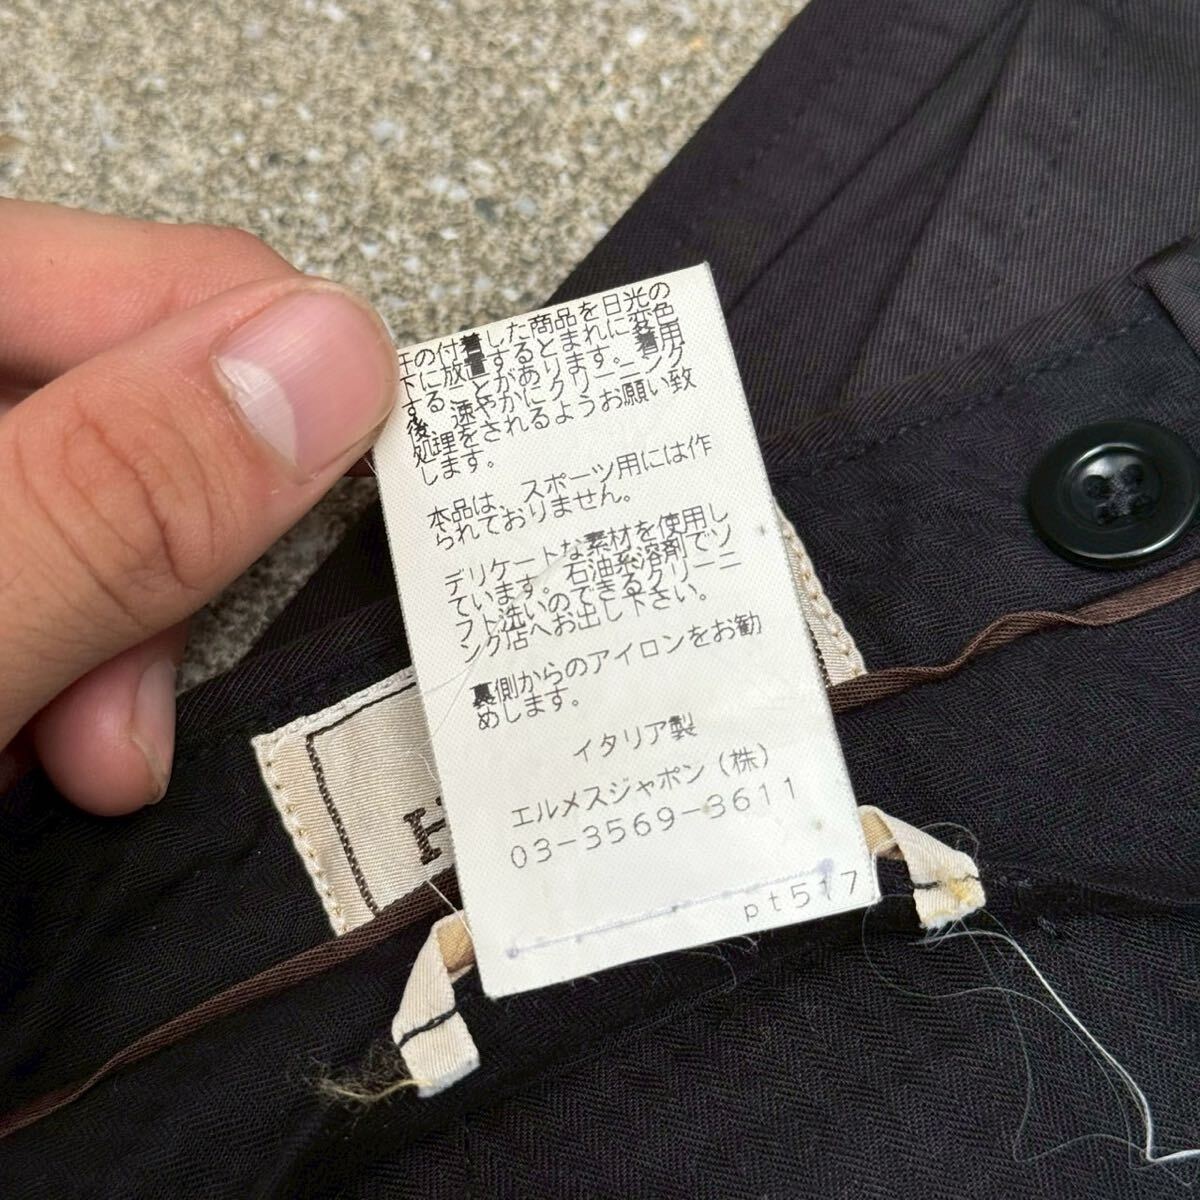 汗の付着した商品を日光の
下に放置するとまれに変色
することがあります。着用
後、速やかにクリーニング
処理をされるようお願い致
します。
本品は、スポーツ用には作
られておりません。
デリケートな素材を使用し
ています。石油系溶剤でソ
フト洗いのできるクリーニ
ング店へお出し下さい。
裏側からのアイロンをお勧
めします。
イタリア製
エルメスジャポン(株)
03-3569-3611
pt517
H